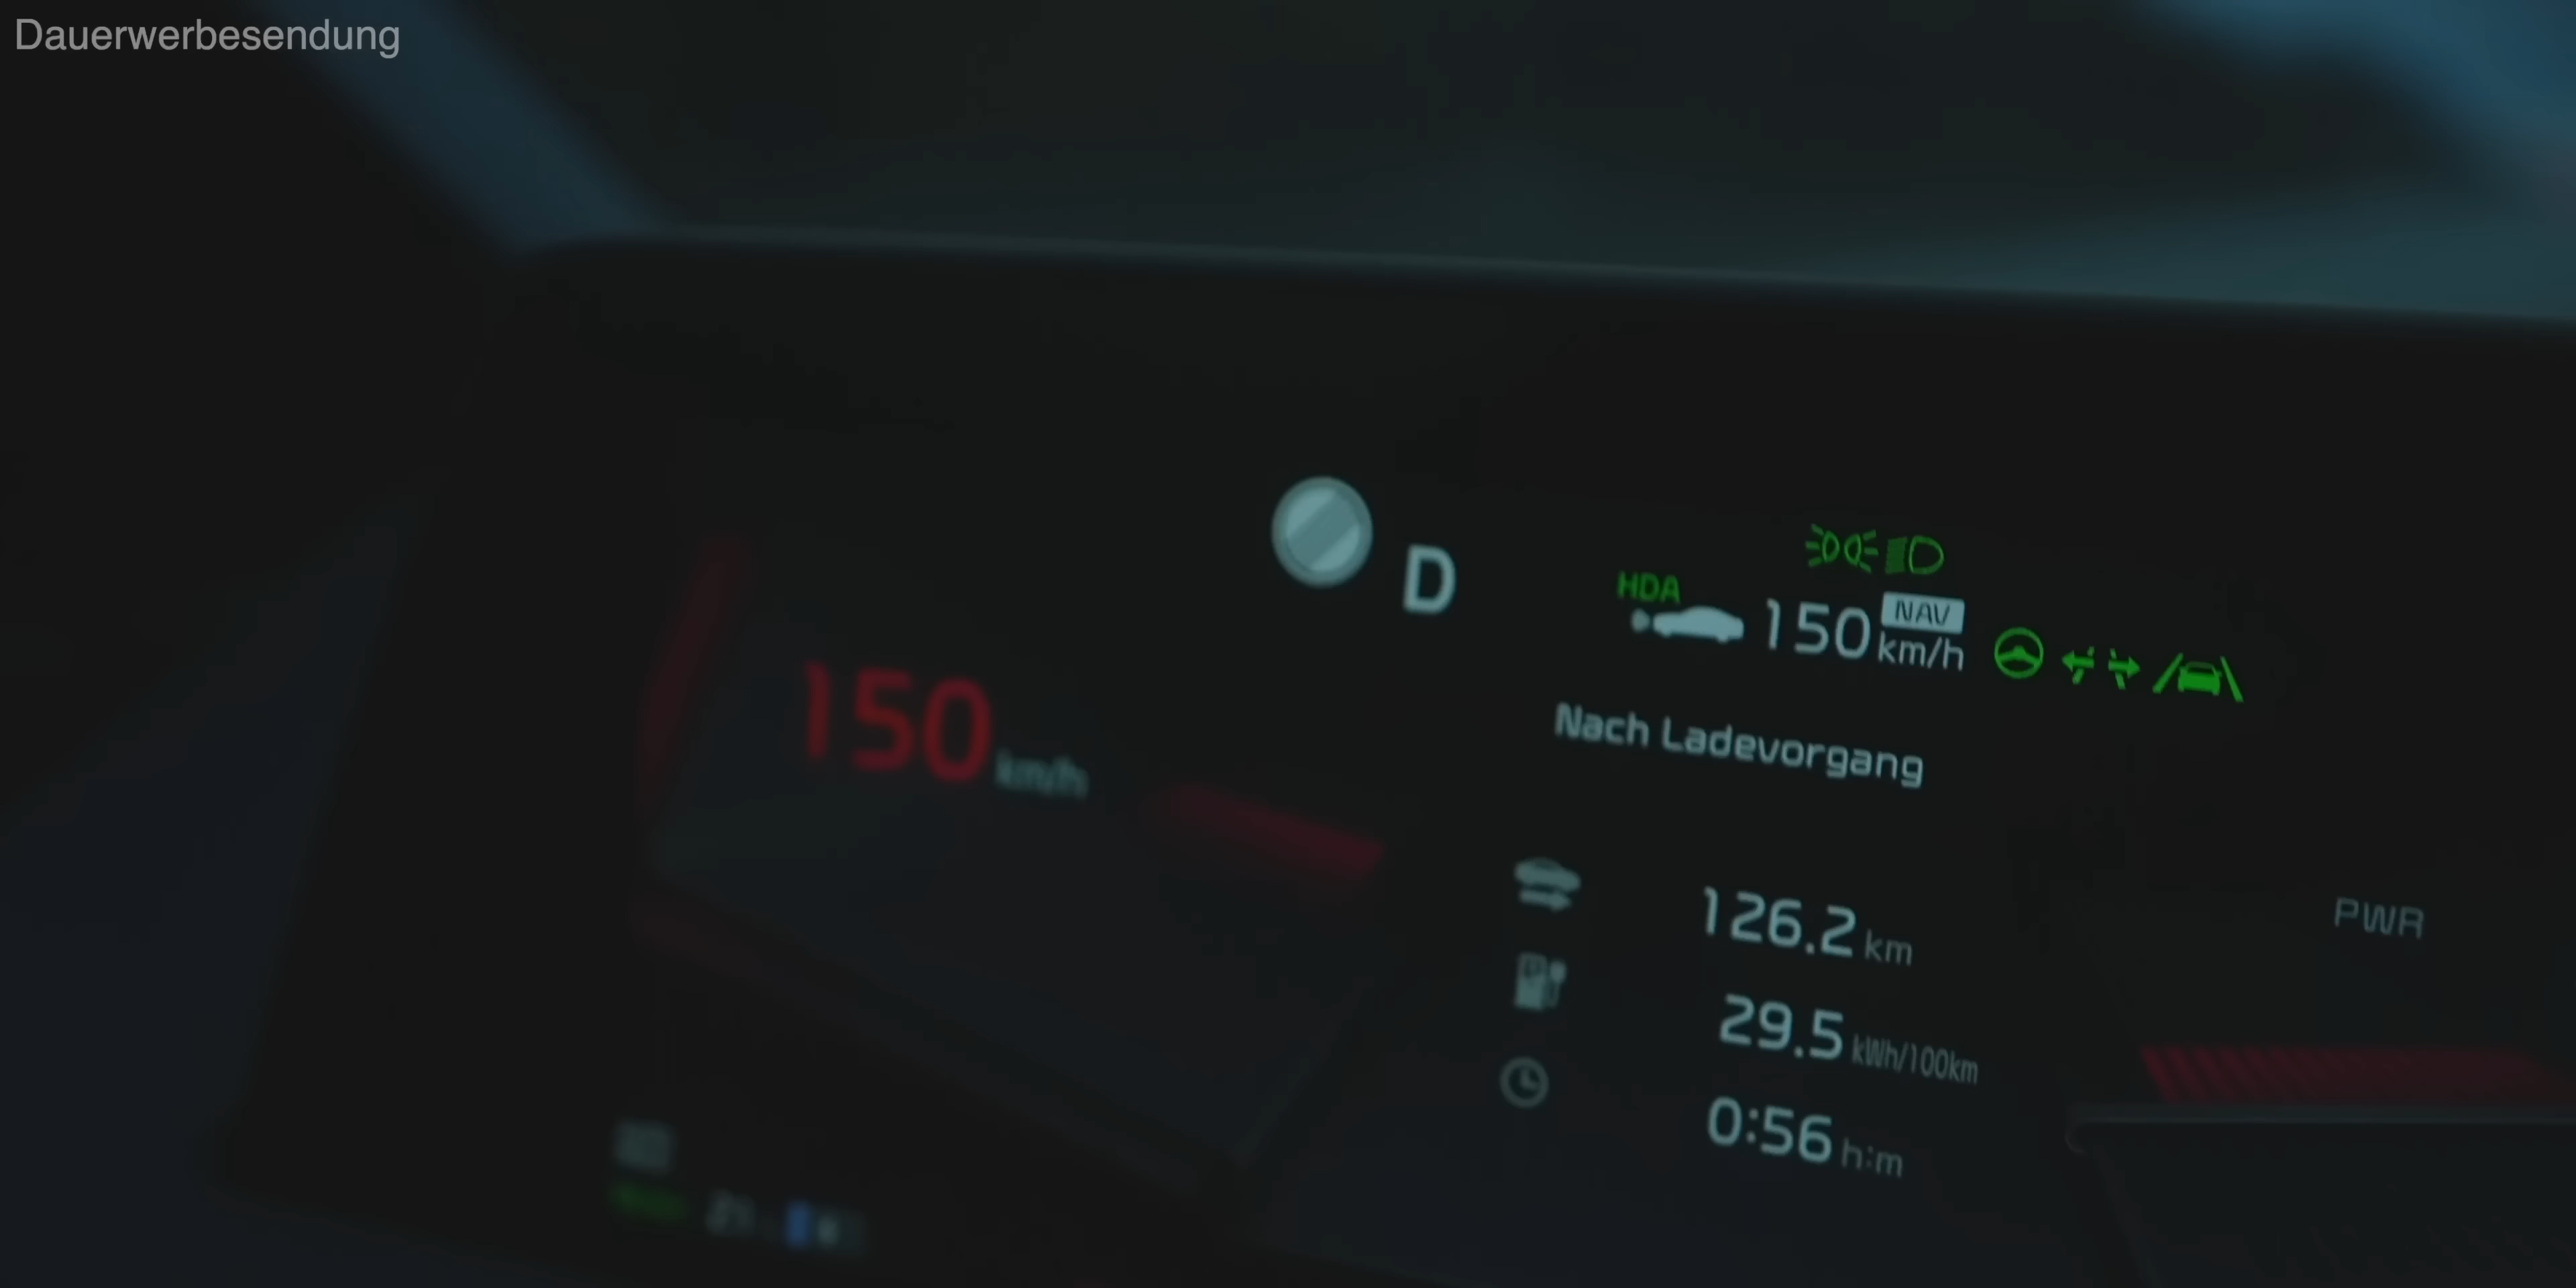 Dauerwerbesendung
D
HDA
150 km/h NAV
150 km/h
Nach Ladevorgang
126.2 km
PWR
29.5 kWh/100km
0:56 h:m